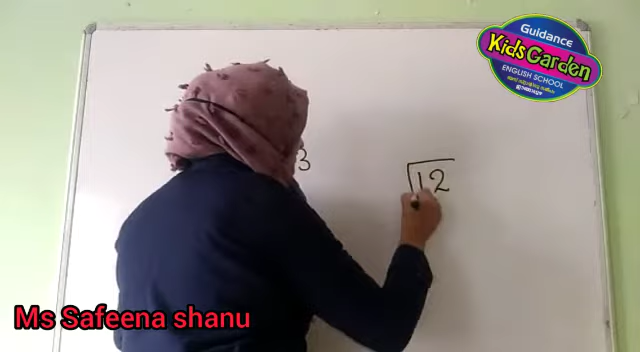 Guidance
Kids Garden
ENGLISH SCHOOL
3
12
Ms Safeena shanu